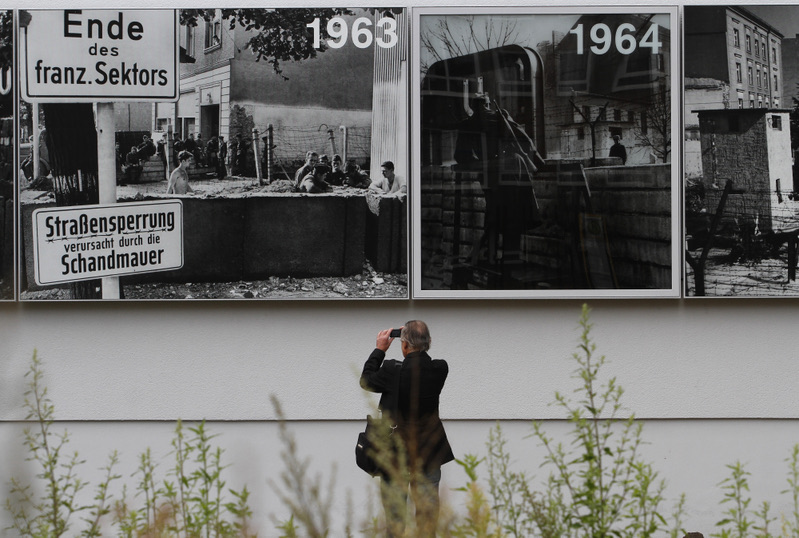 Ende
des
franz. Sektors
1963
1964
Straßensperrung
verursacht durch die
Schandmauer